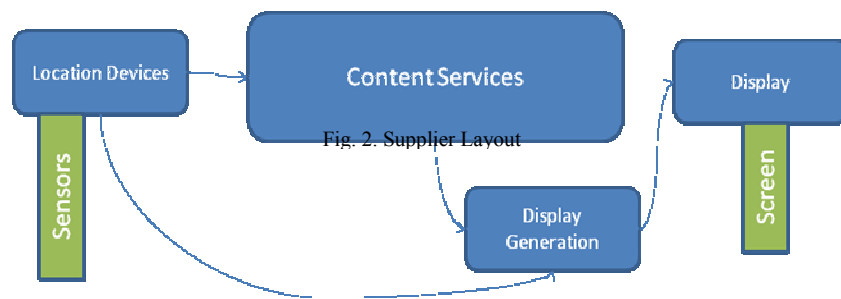 Location Devices
Content Services
Display
Fig. 2. Supplier Layout
Sensors
Screen
Display
Generation